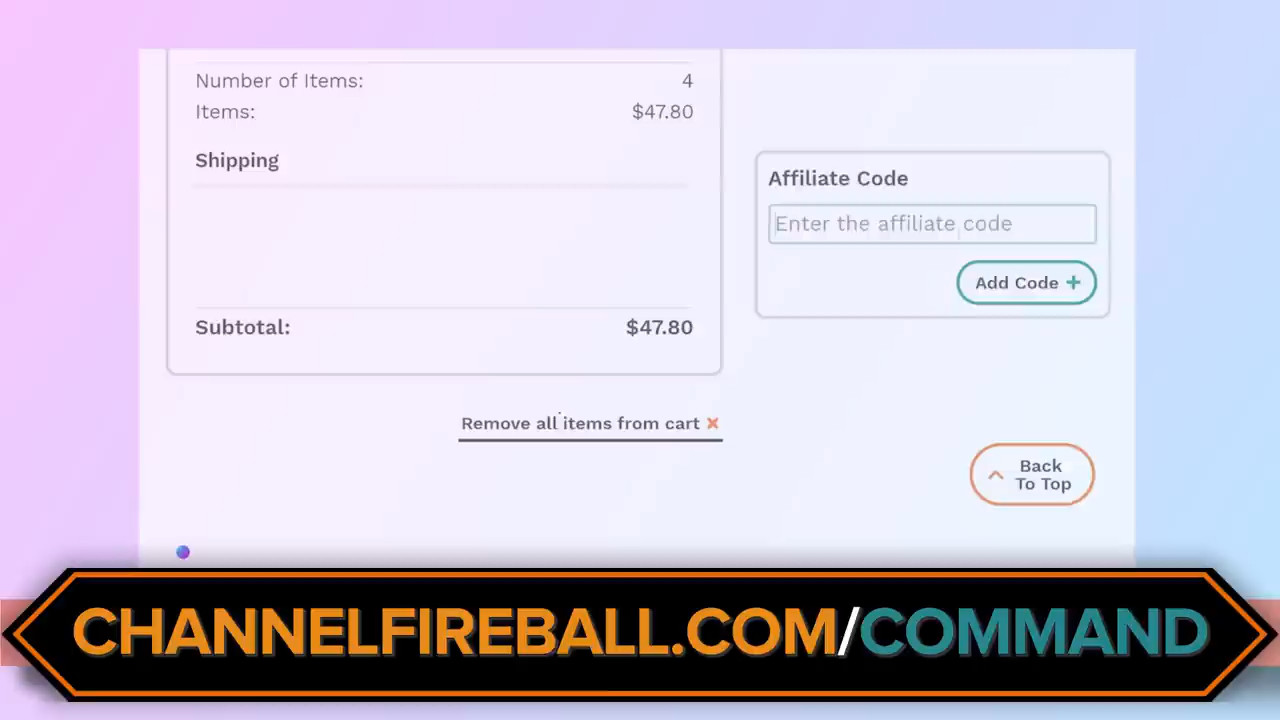 Number of Items: 4
Items: $47.80
Shipping
Subtotal: $47.80
Affiliate Code
Enter the affiliate code
Add Code +
Remove all items from cart ×
Back
To Top
CHANNELFIREBALL.COM/COMMAND